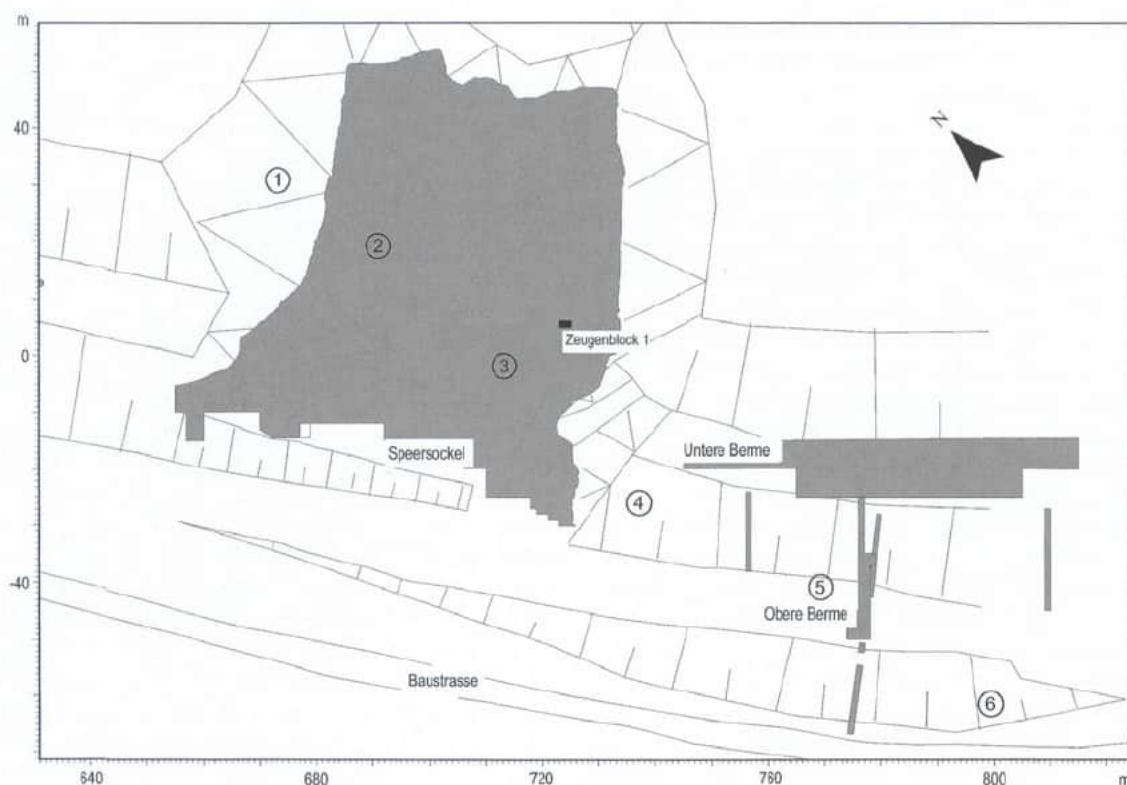 m
40
0
-40
N
①
②
Zeugenblock 1
③
Speersockel
Untere Berme
④
⑤
Obere Berme
Baustrasse
⑥
640
680
720
760
800
m